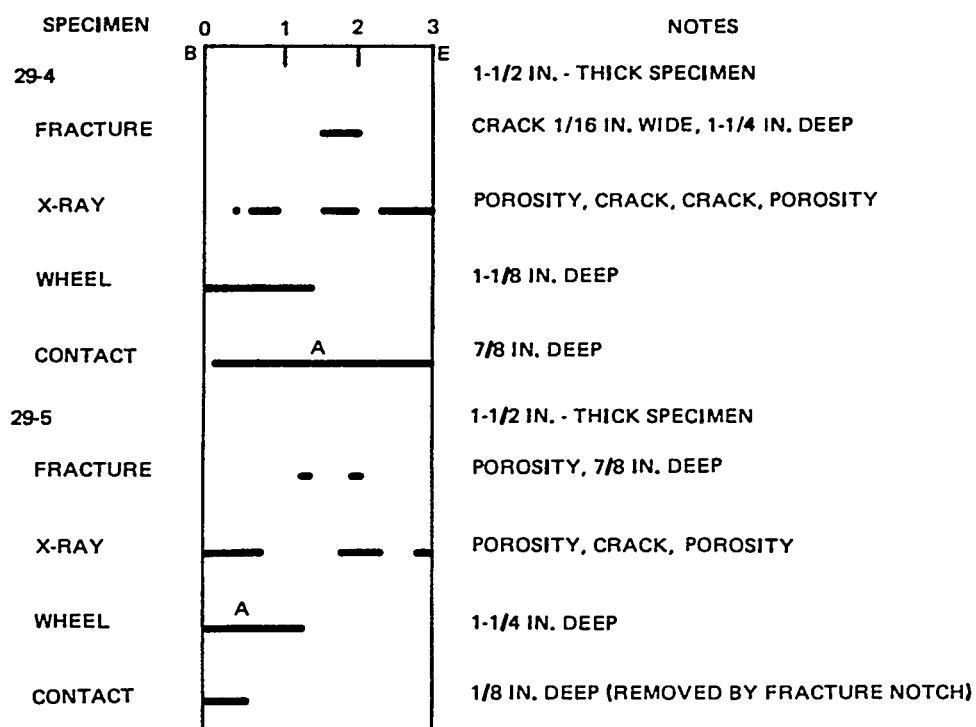 SPECIMEN 0 1 2 3 NOTES
B E
29-4 1-1/2 IN. - THICK SPECIMEN
FRACTURE CRACK 1/16 IN. WIDE, 1-1/4 IN. DEEP
X-RAY POROSITY, CRACK, CRACK, POROSITY
WHEEL 1-1/8 IN. DEEP
CONTACT A 7/8 IN. DEEP
29-5 1-1/2 IN. - THICK SPECIMEN
FRACTURE POROSITY, 7/8 IN. DEEP
X-RAY POROSITY, CRACK, POROSITY
WHEEL A 1-1/4 IN. DEEP
CONTACT 1/8 IN. DEEP (REMOVED BY FRACTURE NOTCH)